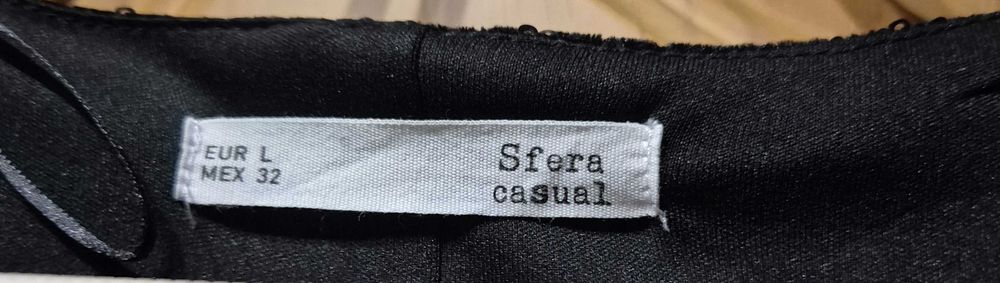 EUR L
MEX 32
Sfera
casual